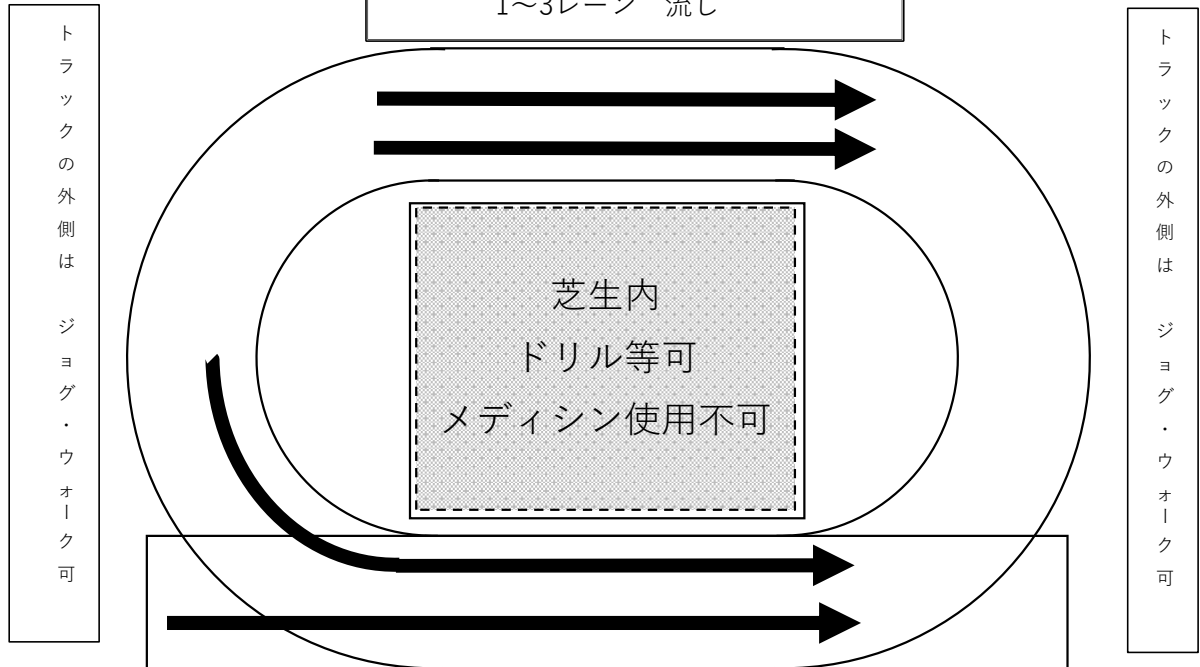 1～3レーン　流し
トラックの外側は　ジョグ・ウォーク可
芝生内
ドリル等可
メディシン使用不可
トラックの外側は　ジョグ・ウォーク可